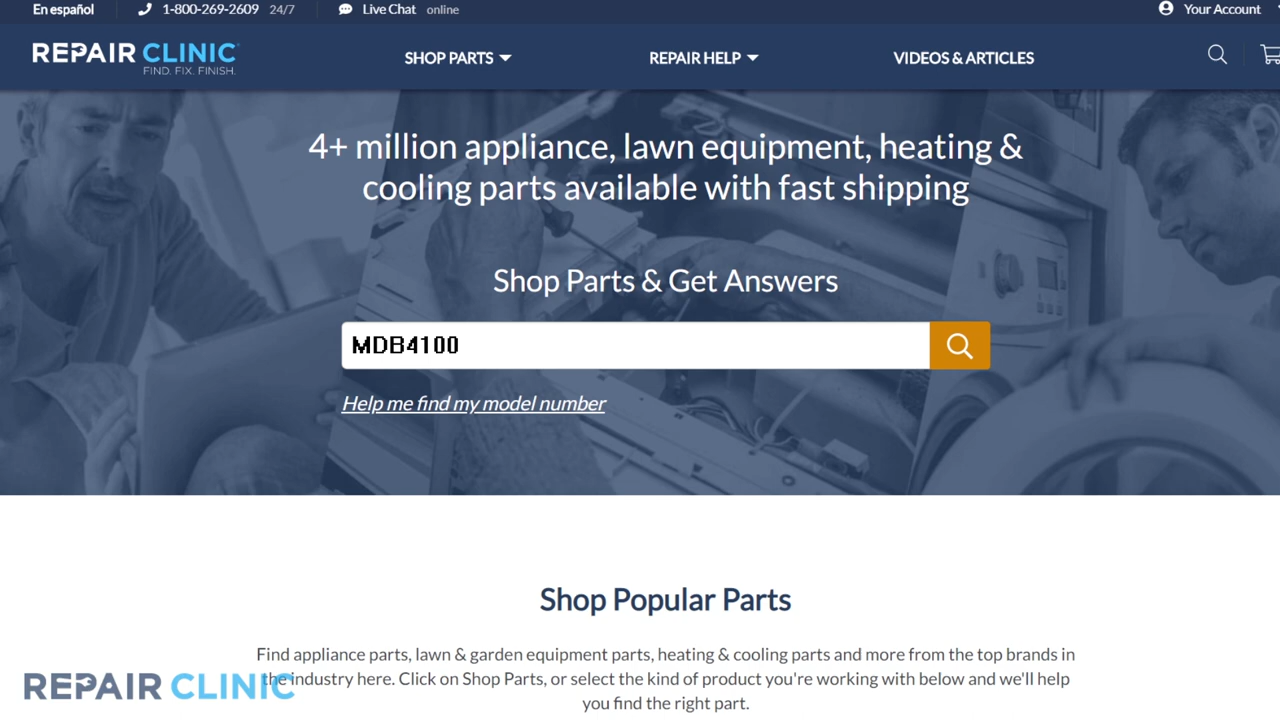 En español 1-800-269-2609 24/7 Live Chat online Your Account
REPAIR CLINIC
FIND. FIX. FINISH.
SHOP PARTS REPAIR HELP VIDEOS & ARTICLES
4+ million appliance, lawn equipment, heating &
cooling parts available with fast shipping
Shop Parts & Get Answers
MDB4100
Help me find my model number
Shop Popular Parts
Find appliance parts, lawn & garden equipment parts, heating & cooling parts and more from the top brands in
the industry here. Click on Shop Parts, or select the kind of product you're working with below and we'll help
you find the right part.
REPAIR CLINIC